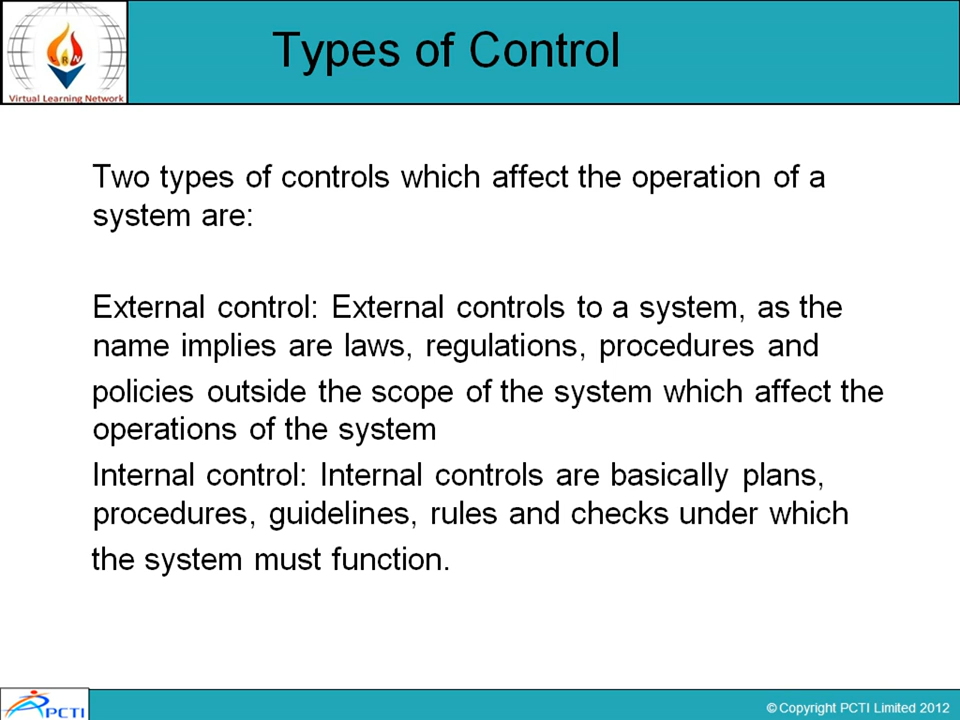 Types of Control
RN
Virtual Learning Network
Two types of controls which affect the operation of a
system are:
External control: External controls to a system, as the
name implies are laws, regulations, procedures and
policies outside the scope of the system which affect the
operations of the system
Internal control: Internal controls are basically plans,
procedures, guidelines, rules and checks under which
the system must function.
PCTI
© Copyright PCTI Limited 2012